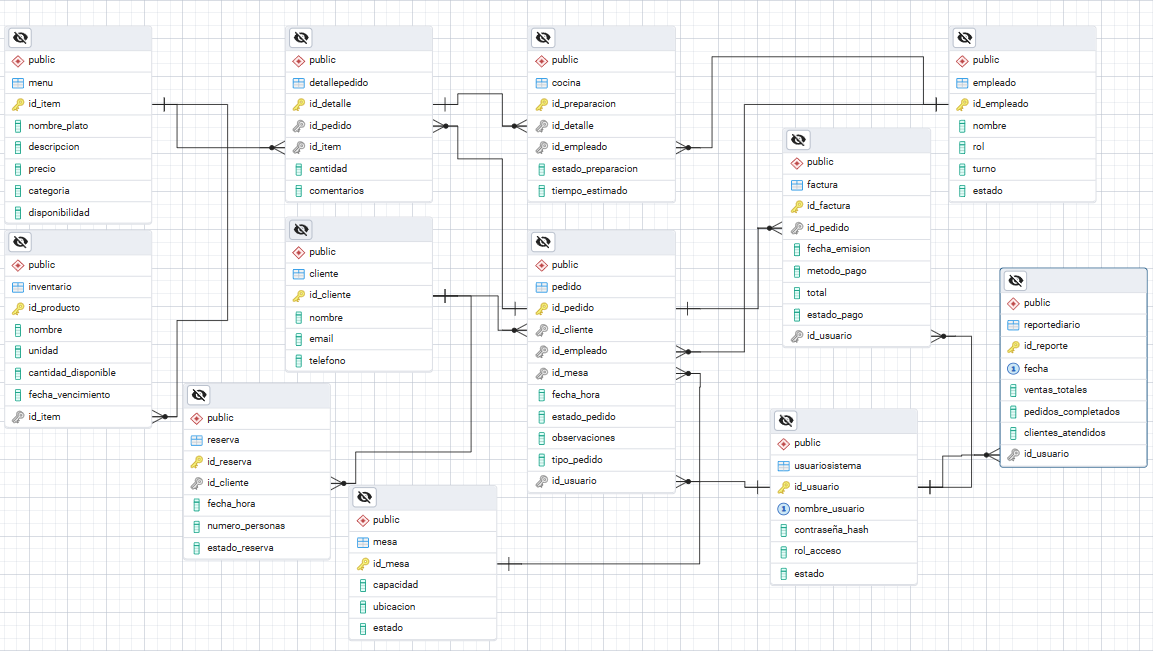 public
menu
id_item
nombre_plato
descripcion
precio
categoria
disponibilidad
public
detallepedido
id_detalle
id_pedido
id_item
cantidad
comentarios
public
cocina
id_preparacion
id_detalle
id_empleado
estado_preparacion
tiempo_estimado
public
empleado
id_empleado
nombre
rol
turno
estado
public
factura
id_factura
id_pedido
fecha_emision
metodo_pago
total
estado_pago
id_usuario
public
inventario
id_producto
nombre
unidad
cantidad_disponible
fecha_vencimiento
id_item
public
cliente
id_cliente
nombre
email
telefono
public
pedido
id_pedido
id_cliente
id_empleado
id_mesa
fecha_hora
estado_pedido
observaciones
tipo_pedido
id_usuario
public
reportediario
id_reporte
1
fecha
ventas_totales
pedidos_completados
clientes_atendidos
id_usuario
public
reserva
id_reserva
id_cliente
fecha_hora
numero_personas
estado_reserva
public
mesa
id_mesa
capacidad
ubicacion
estado
public
usuariosistema
id_usuario
1
nombre_usuario
contraseña_hash
rol_acceso
estado